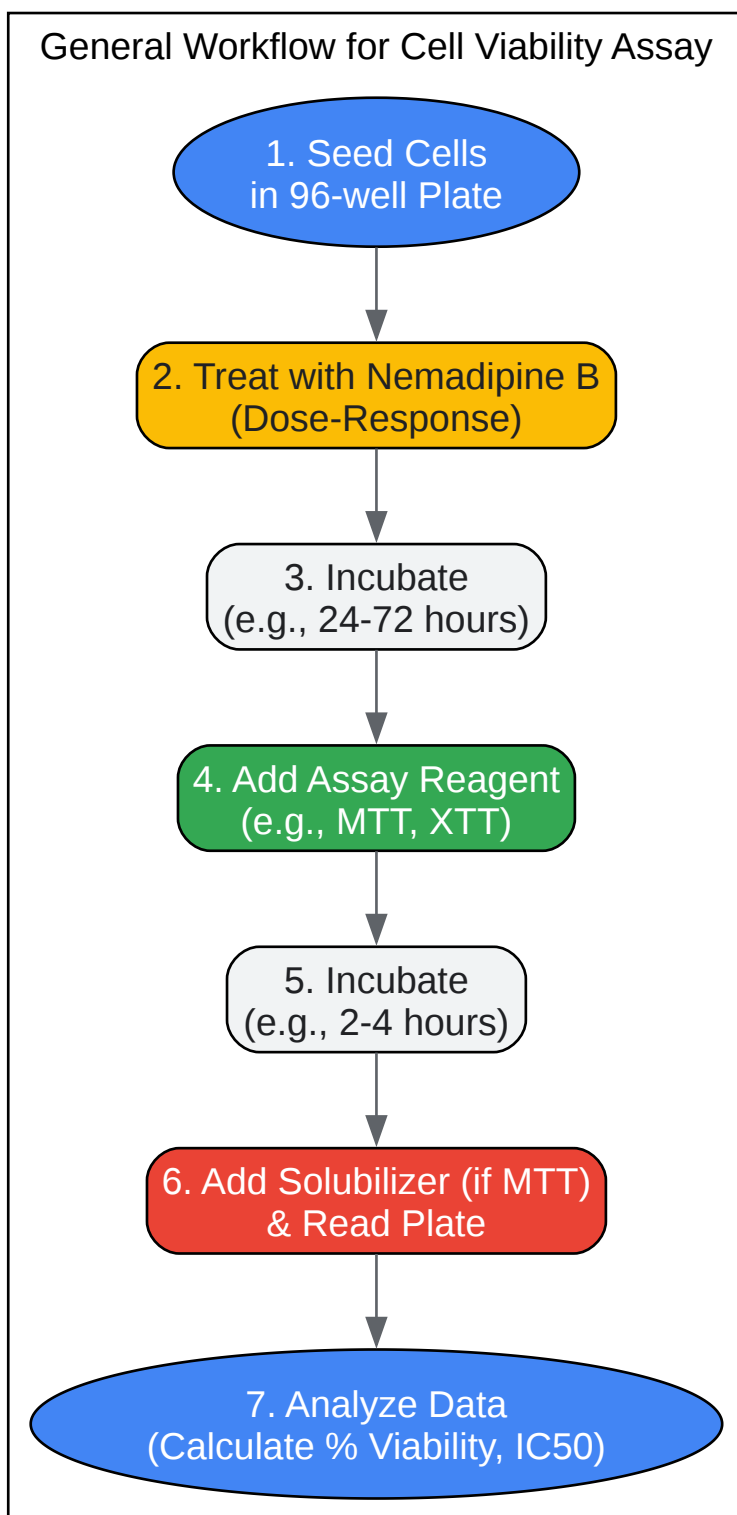 General Workflow for Cell Viability Assay
1. Seed Cells
in 96-well Plate
2. Treat with Nemadipine B
(Dose-Response)
3. Incubate
(e.g., 24-72 hours)
4. Add Assay Reagent
(e.g., MTT, XTT)
5. Incubate
(e.g., 2-4 hours)
6. Add Solubilizer (if MTT)
& Read Plate
7. Analyze Data
(Calculate % Viability, IC50)